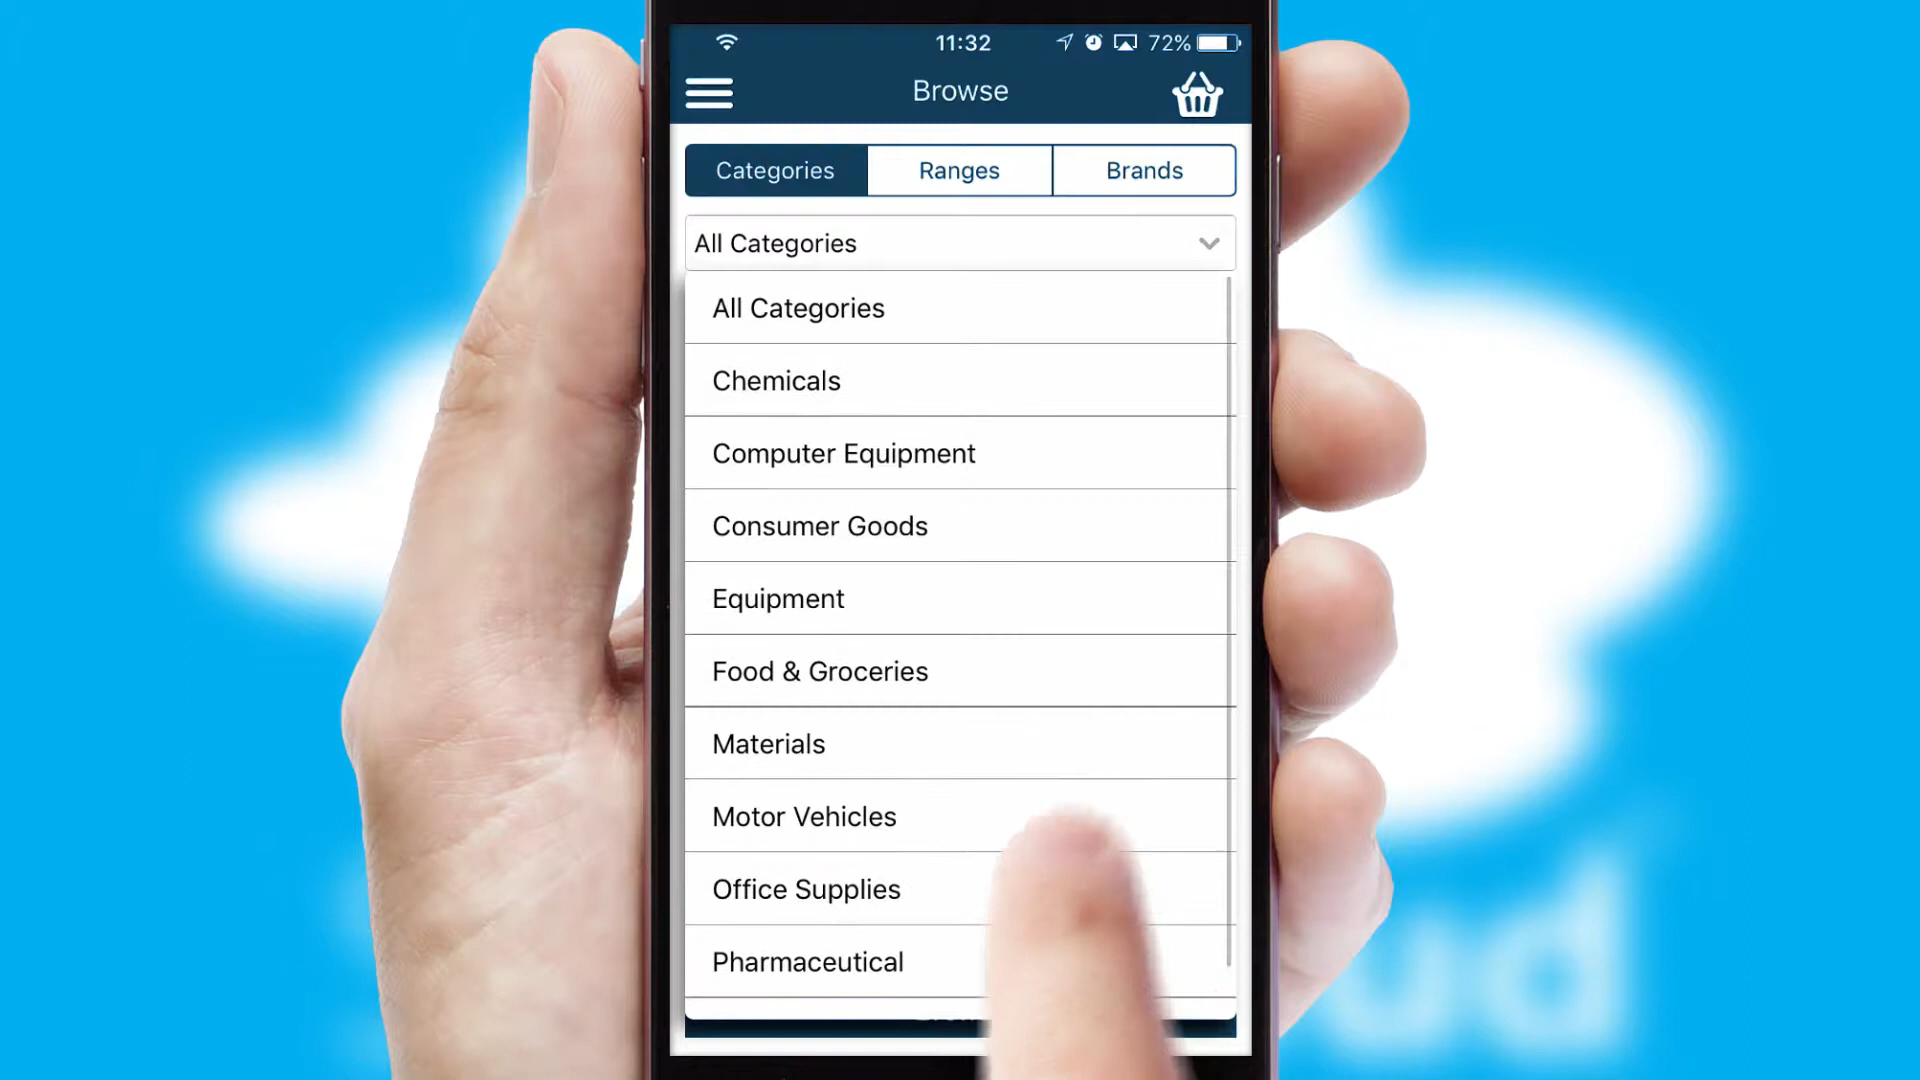 11:32
72%
Browse
Categories
Ranges
Brands
All Categories
All Categories
Chemicals
Computer Equipment
Consumer Goods
Equipment
Food & Groceries
Materials
Motor Vehicles
Office Supplies
Pharmaceutical
ud